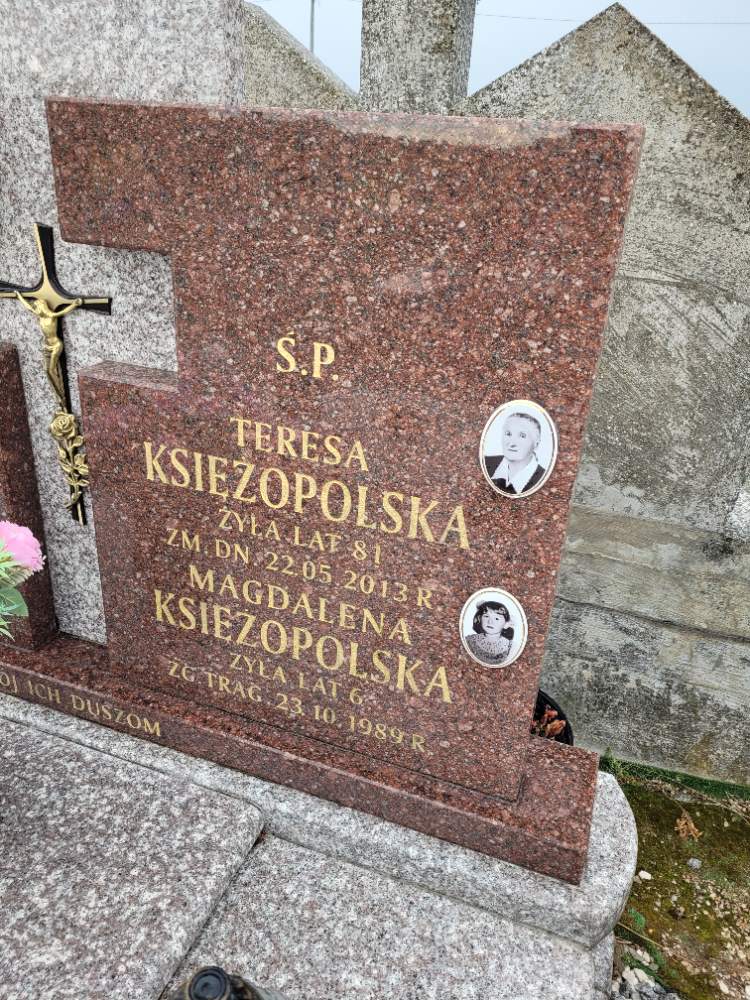 Ś.P.
TERESA
KSIĘŻOPOLSKA
ŻYŁA LAT 81
ZM. DN. 22.05.2013 R
MAGDALENA
KSIĘŻOPOLSKA
ŻYŁA LAT 6
ZG TRAG. 23.10.1989 R.
OJ ICH DUSZOM